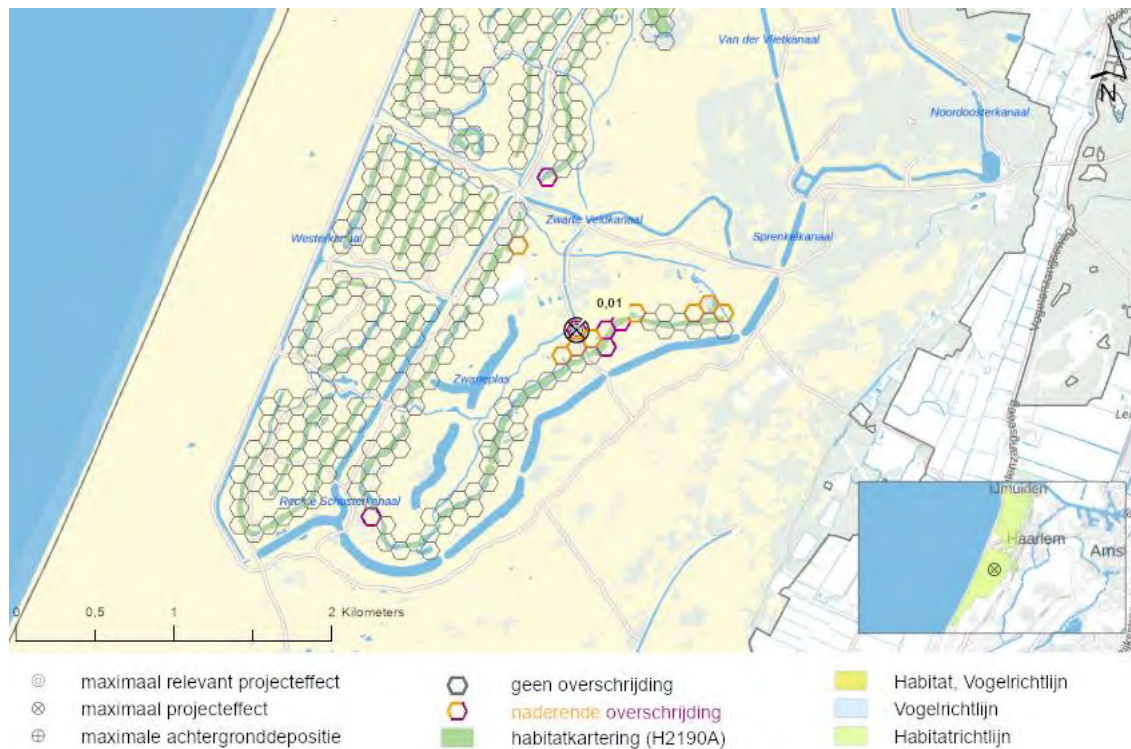 Van der Vlietkanaal
Noordoosterkanaal
N
Westerkanaal
Zwarte Veldkanaal
Sprenkelkanaal
Vogelenzangseweg
0,01
Zwaneplas
Rechte Schusterkanaal
IJmuiden
Haarlem
Ams
0 0,5 1 2 Kilometers
maximaal relevant projecteffect
maximaal projecteffect
maximale achtergronddepositie
geen overschrijding
naderende overschrijding
habitatkartering (H2190A)
Habitat, Vogelrichtlijn
Vogelrichtlijn
Habitatrichtlijn